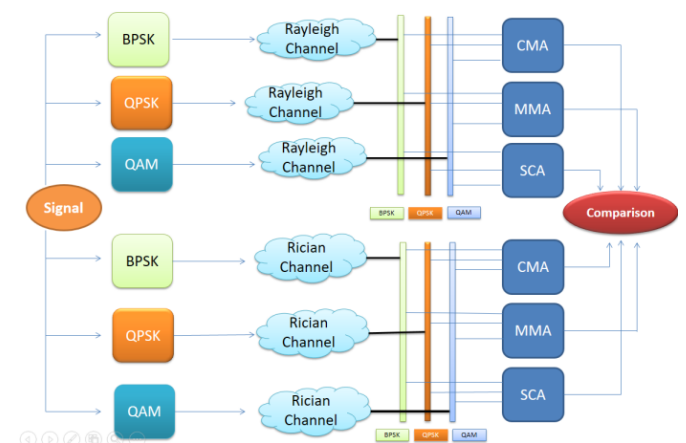 BPSK
Rayleigh
Channel
CMA
QPSK
Rayleigh
Channel
MMA
QAM
Rayleigh
Channel
SCA
Signal
BPSK QPSK QAM
Comparison
BPSK
Rician
Channel
CMA
QPSK
Rician
Channel
MMA
QAM
Rician
Channel
SCA
BPSK QPSK QAM